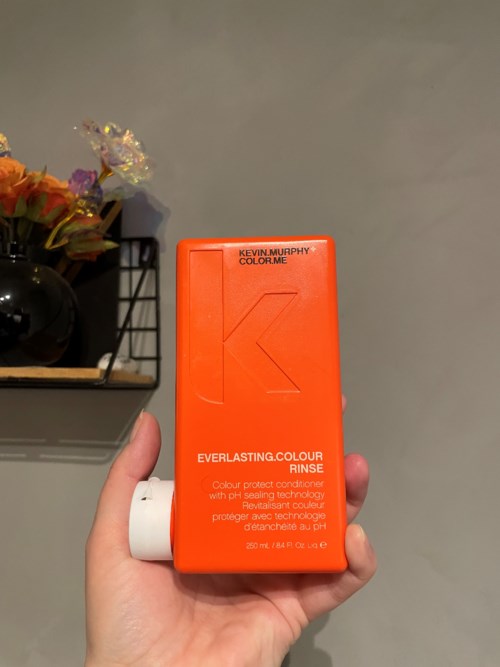 KEVIN.MURPHY
COLOR.ME
EVERLASTING.COLOUR
RINSE
Colour protect conditioner
with pH sealing technology
Revitalisant couleur
protéger avec technologie
d'étanchéité au pH
250 mL / 8.4 Fl. Oz. Liq. ℮